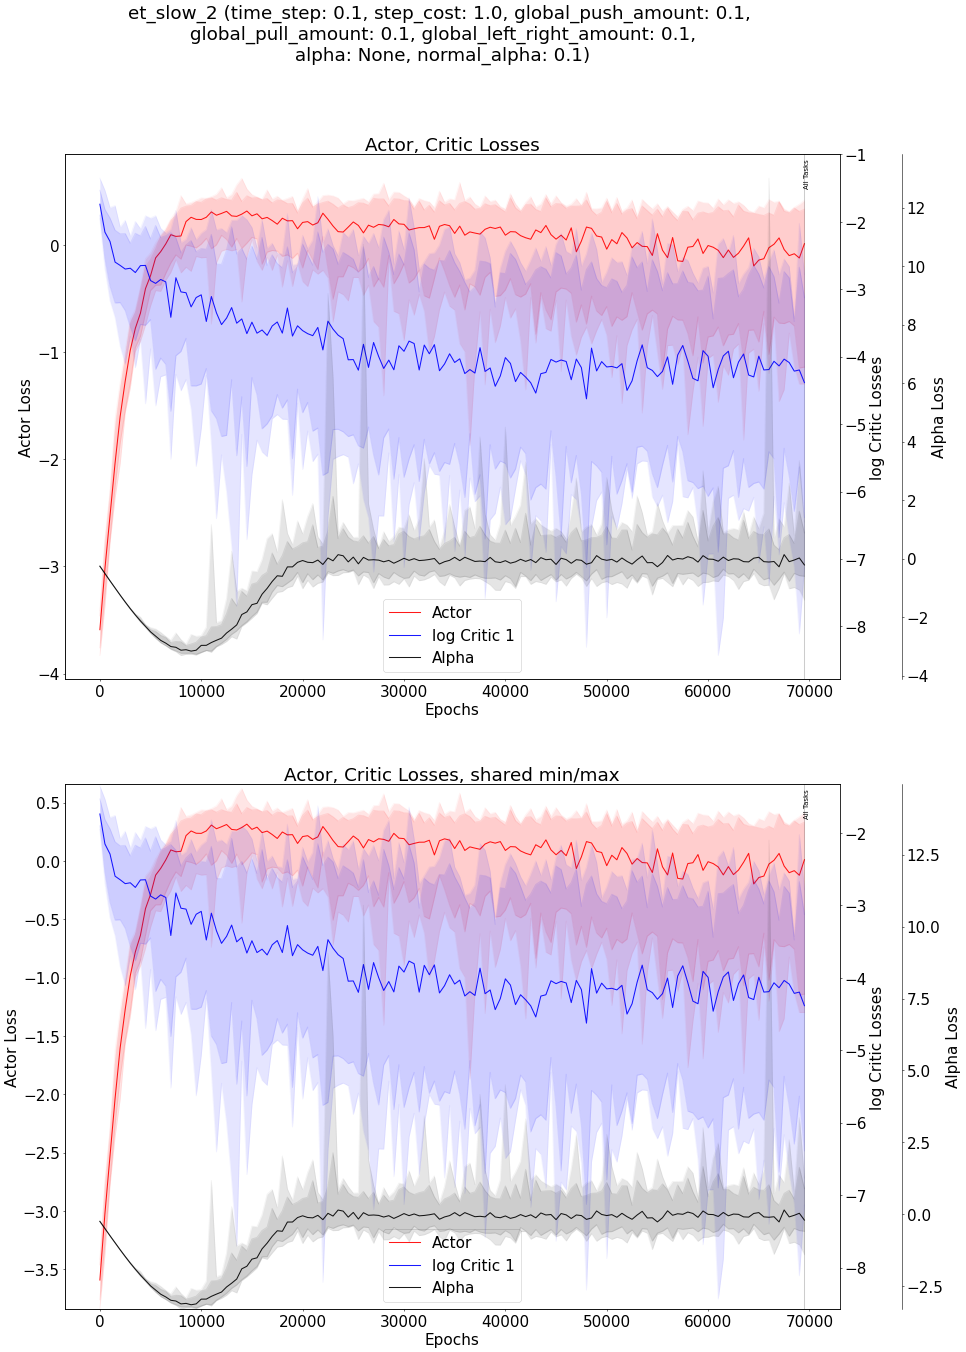 et_slow_2 (time_step: 0.1, step_cost: 1.0, global_push_amount: 0.1,
global_pull_amount: 0.1, global_left_right_amount: 0.1,
alpha: None, normal_alpha: 0.1)
Actor, Critic Losses
All Tasks
Actor Loss
0
−1
−2
−3
−4
−1
−2
−3
−4
−5
−6
−7
−8
log Critic Losses
12
10
8
6
4
2
0
−2
−4
Alpha Loss
Actor
log Critic 1
Alpha
0 10000 20000 30000 40000 50000 60000 70000
Epochs
Actor, Critic Losses, shared min/max
All Tasks
Actor Loss
0.5
0.0
−0.5
−1.0
−1.5
−2.0
−2.5
−3.0
−3.5
−2
−3
−4
−5
−6
−7
−8
log Critic Losses
12.5
10.0
7.5
5.0
2.5
0.0
−2.5
Alpha Loss
Actor
log Critic 1
Alpha
0 10000 20000 30000 40000 50000 60000 70000
Epochs